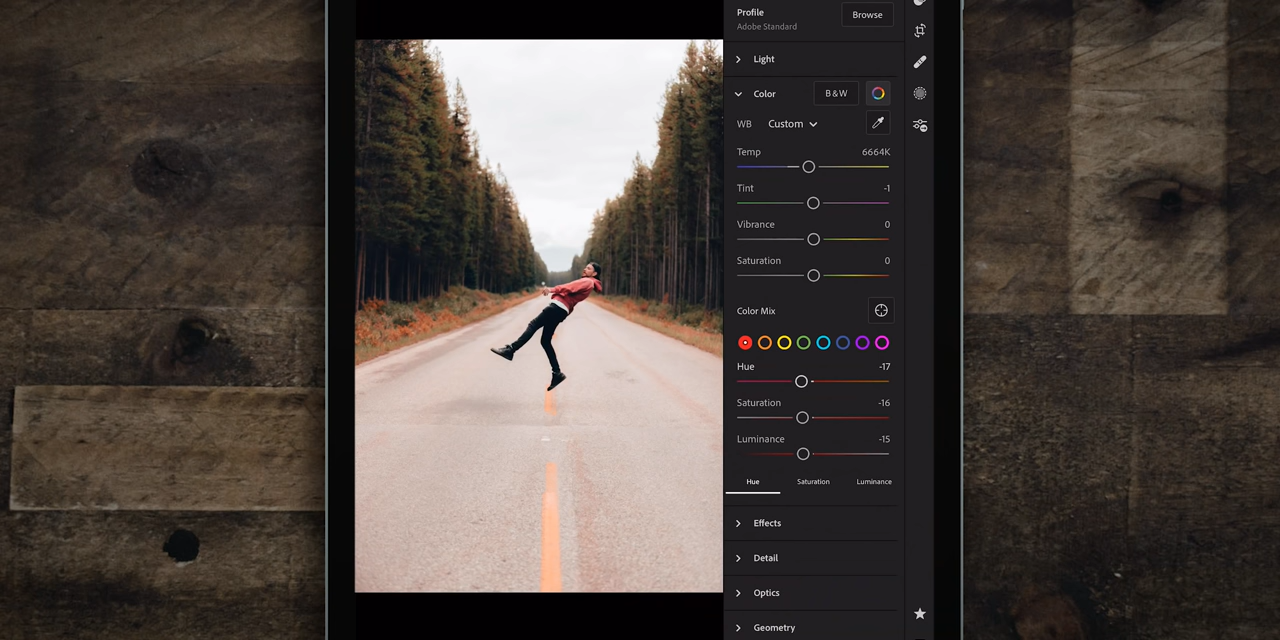 Profile
Browse
Adobe Standard
Light
Color
B&W
WB Custom
Temp 6664K
Tint -1
Vibrance 0
Saturation 0
Color Mix
Hue -17
Saturation -16
Luminance -15
Hue Saturation Luminance
Effects
Detail
Optics
Geometry